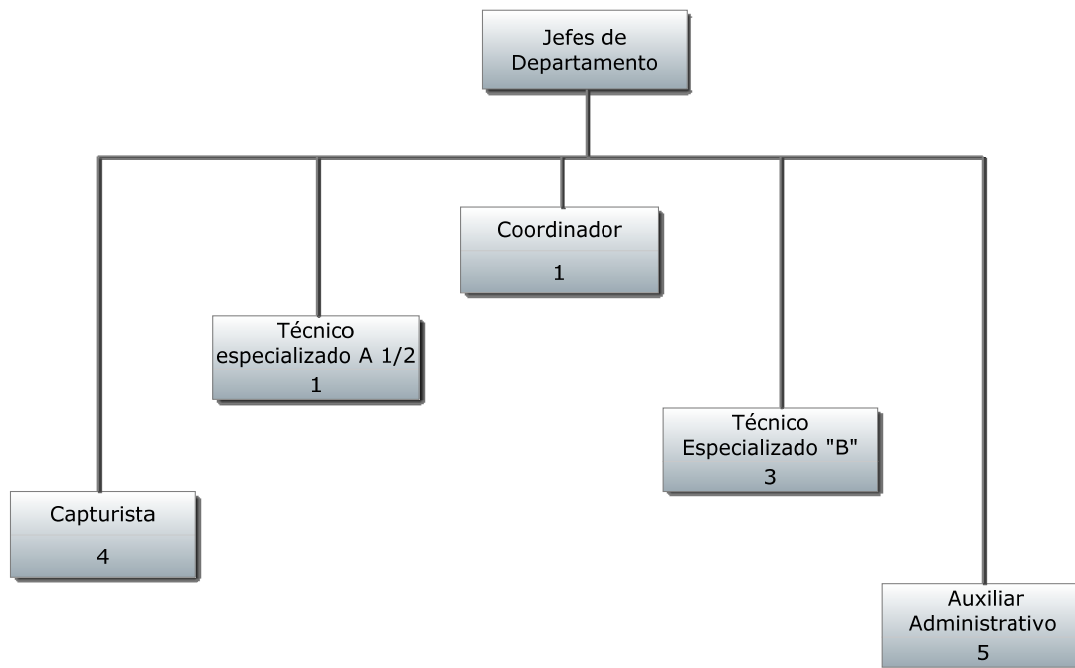 Jefes de
Departamento
Coordinador
1
Técnico
especializado A 1/2
1
Técnico
Especializado "B"
3
Capturista
4
Auxiliar
Administrativo
5